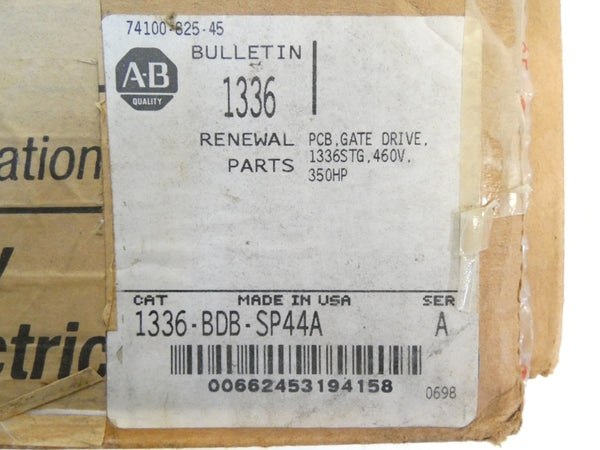 74100-825-45
BULLETIN
1336
A-B
QUALITY
RENEWAL PARTS
PCB,GATE DRIVE,
1336STG,460V,
350HP
CAT MADE IN USA SER
1336-BDB-SP44A A
00662453194158
0698
ation